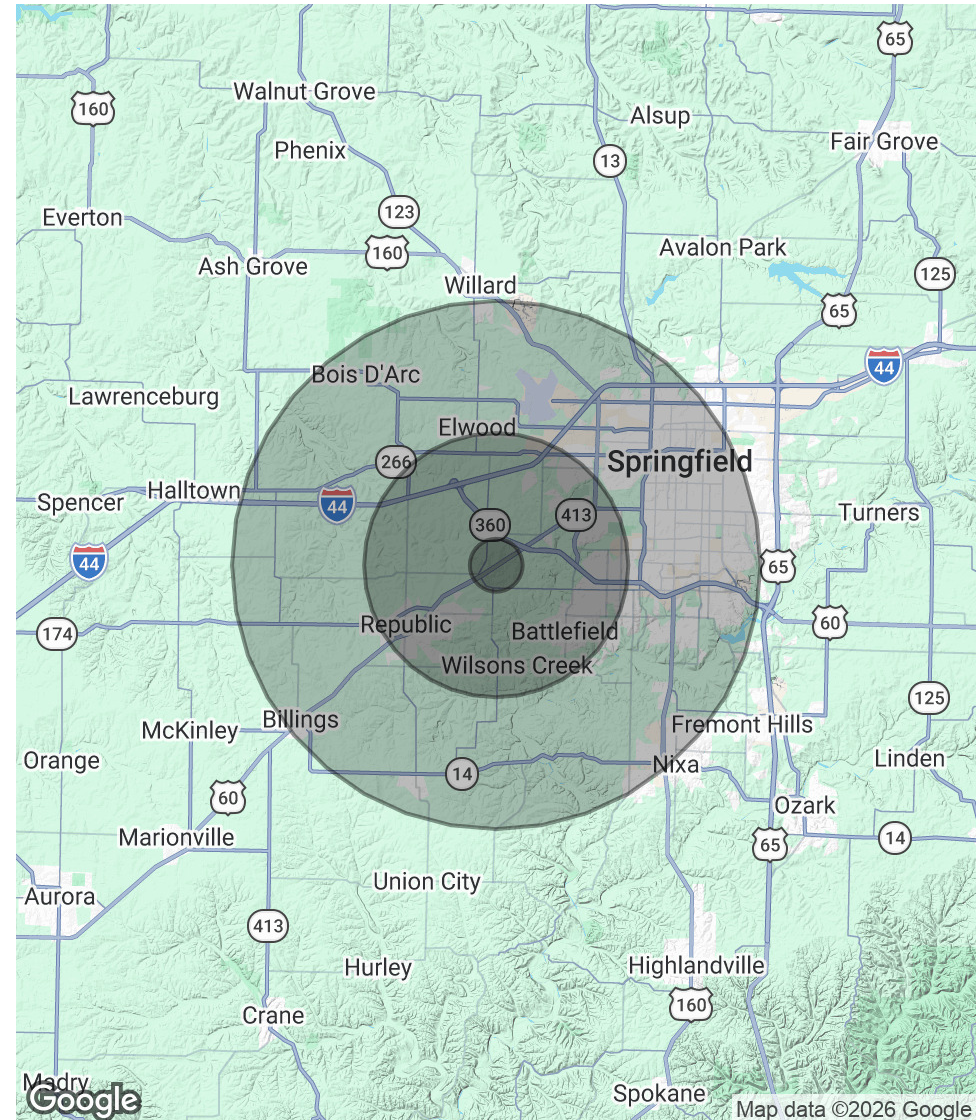 65
160
Walnut Grove
Alsup
Fair Grove
Phenix
13
123
Everton
160
Avalon Park
Ash Grove
125
Willard
65
44
Bois D'Arc
Lawrenceburg
Elwood
266
Springfield
Spencer
Halltown
44
413
Turners
360
44
65
Republic
Battlefield
60
174
Wilsons Creek
125
McKinley
Billings
Fremont Hills
Orange
Nixa
Linden
14
60
Ozark
Marionville
65
14
Union City
Aurora
413
Hurley
Highlandville
160
Crane
Madry
Google
Spokane
Map data ©2026 Google